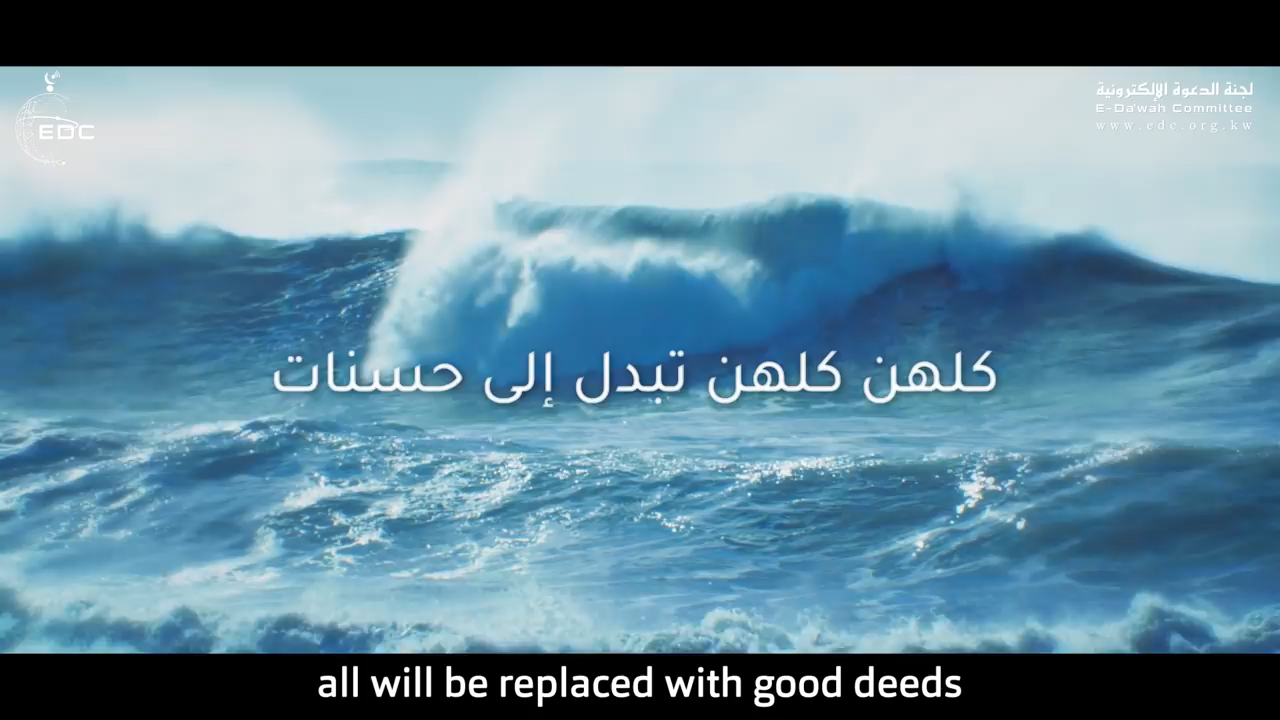 EDC
لجنة الدعوة الإلكترونية
E-Da'wah Committee
www.edc.org.kw
كلهن كلهن تبدل إلى حسنات
all will be replaced with good deeds